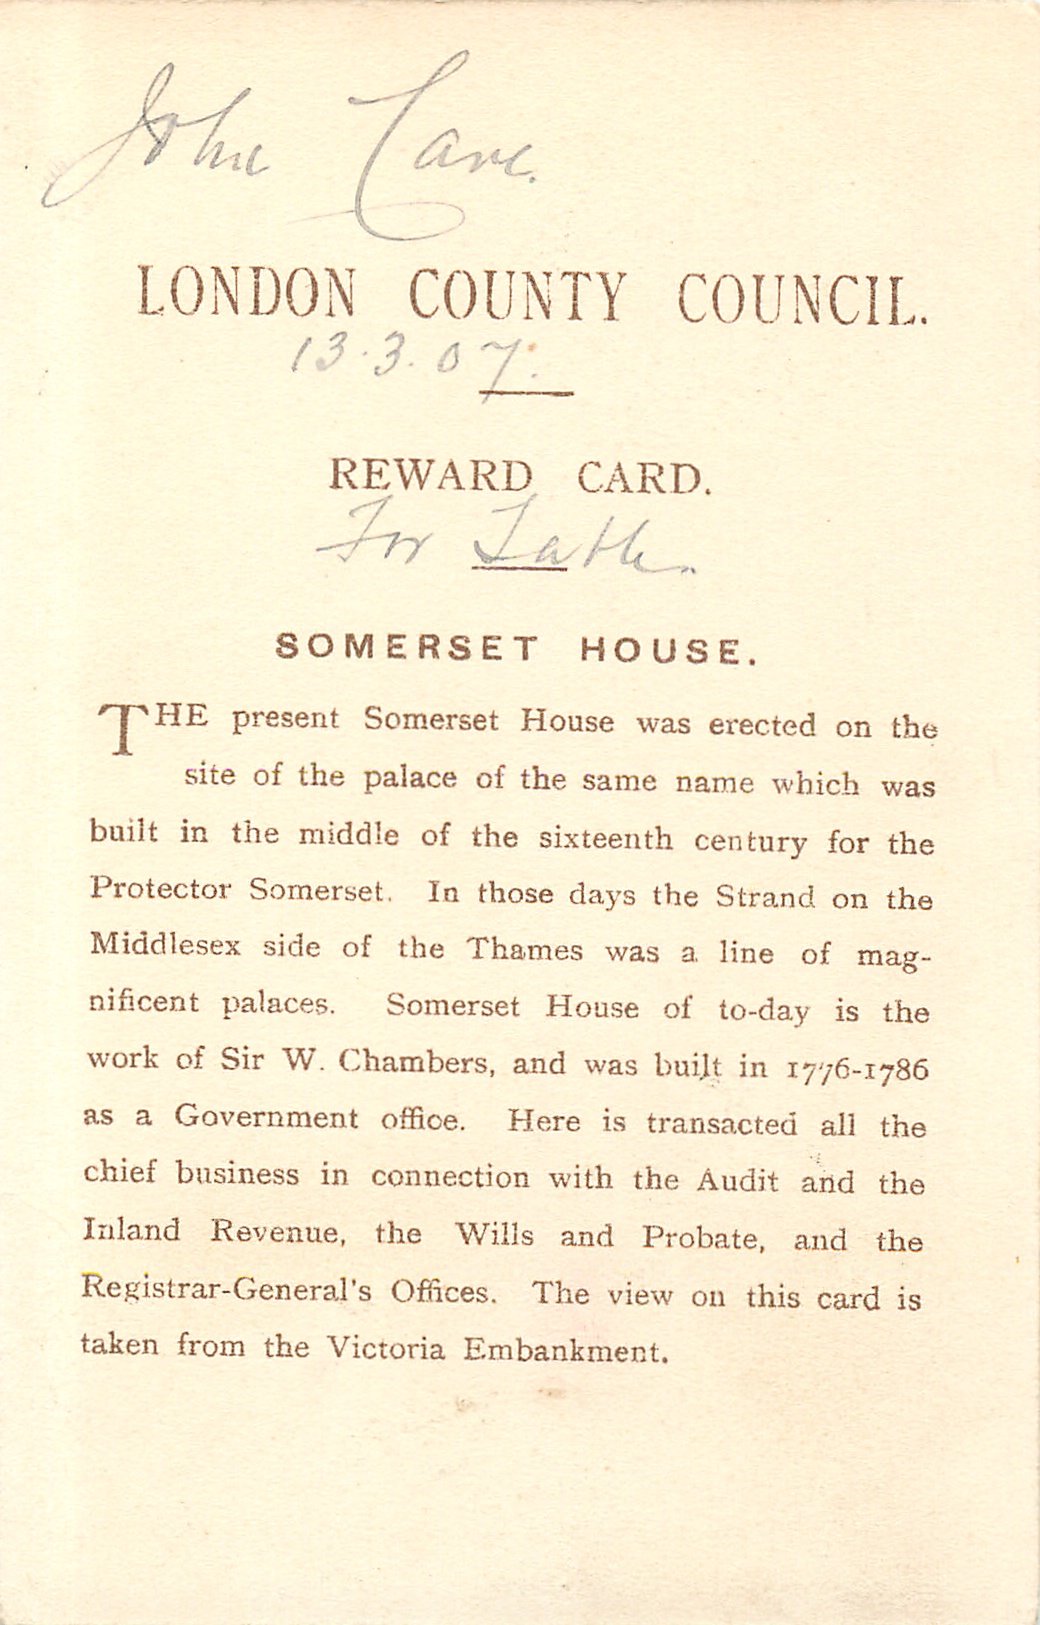 John Cave.
LONDON COUNTY COUNCIL.
13.3.07.
REWARD CARD.
For
SOMERSET HOUSE.
THE present Somerset House was erected on the
site of the palace of the same name which was
built in the middle of the sixteenth century for the
Protector Somerset. In those days the Strand on the
Middlesex side of the Thames was a line of mag-
nificent palaces. Somerset House of to-day is the
work of Sir W. Chambers, and was built in 1776-1786
as a Government office. Here is transacted all the
chief business in connection with the Audit and the
Inland Revenue, the Wills and Probate, and the
Registrar-General's Offices. The view on this card is
taken from the Victoria Embankment.